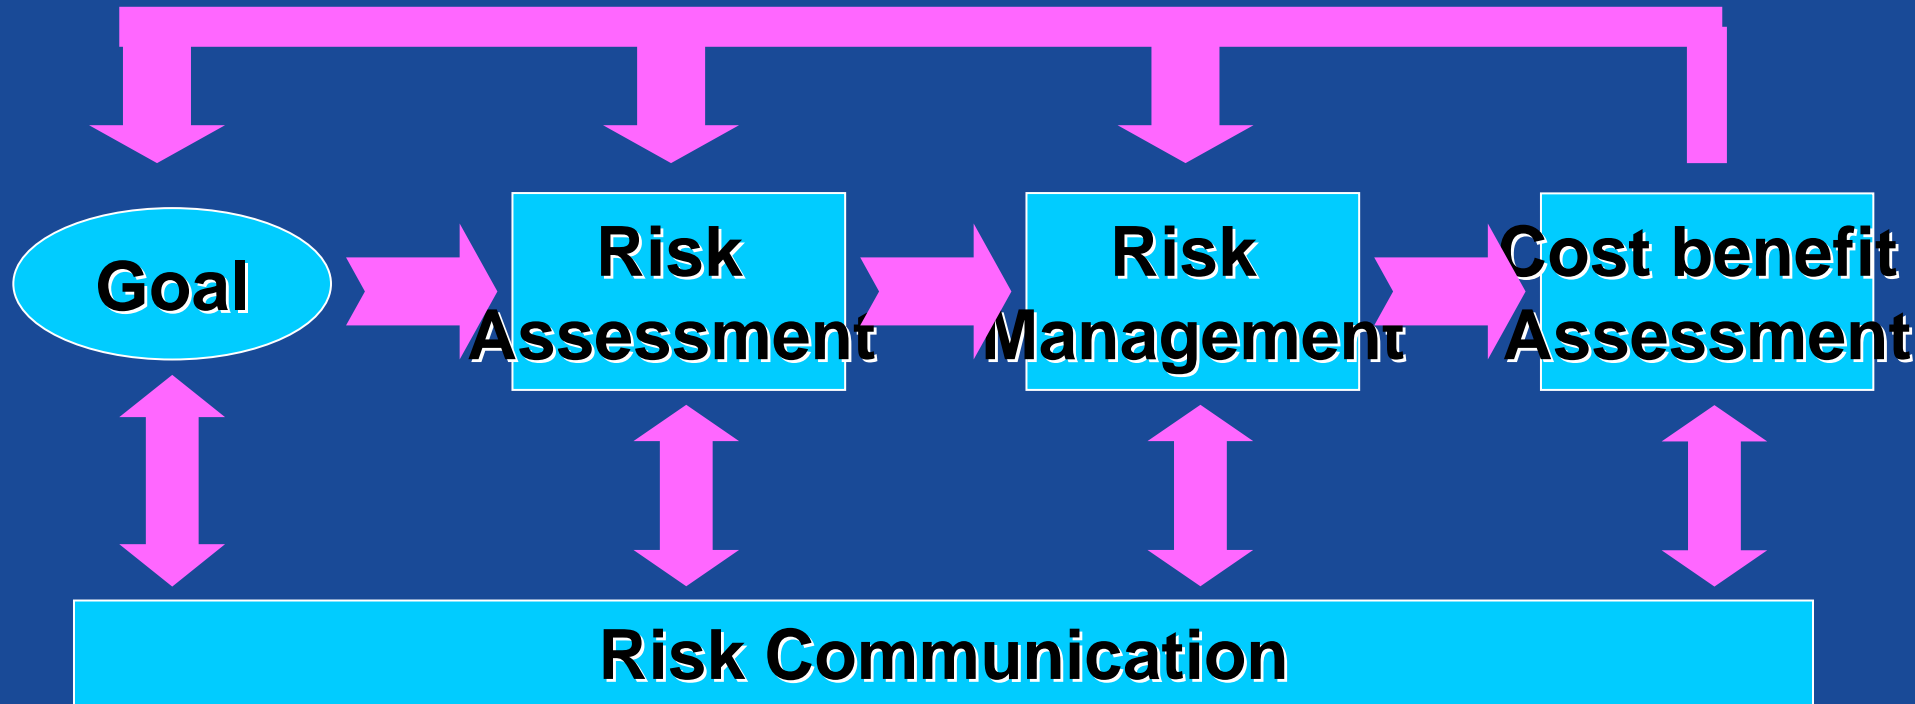 Goal
Risk
Assessment
Risk
Management
Cost benefit
Assessment
Risk Communication